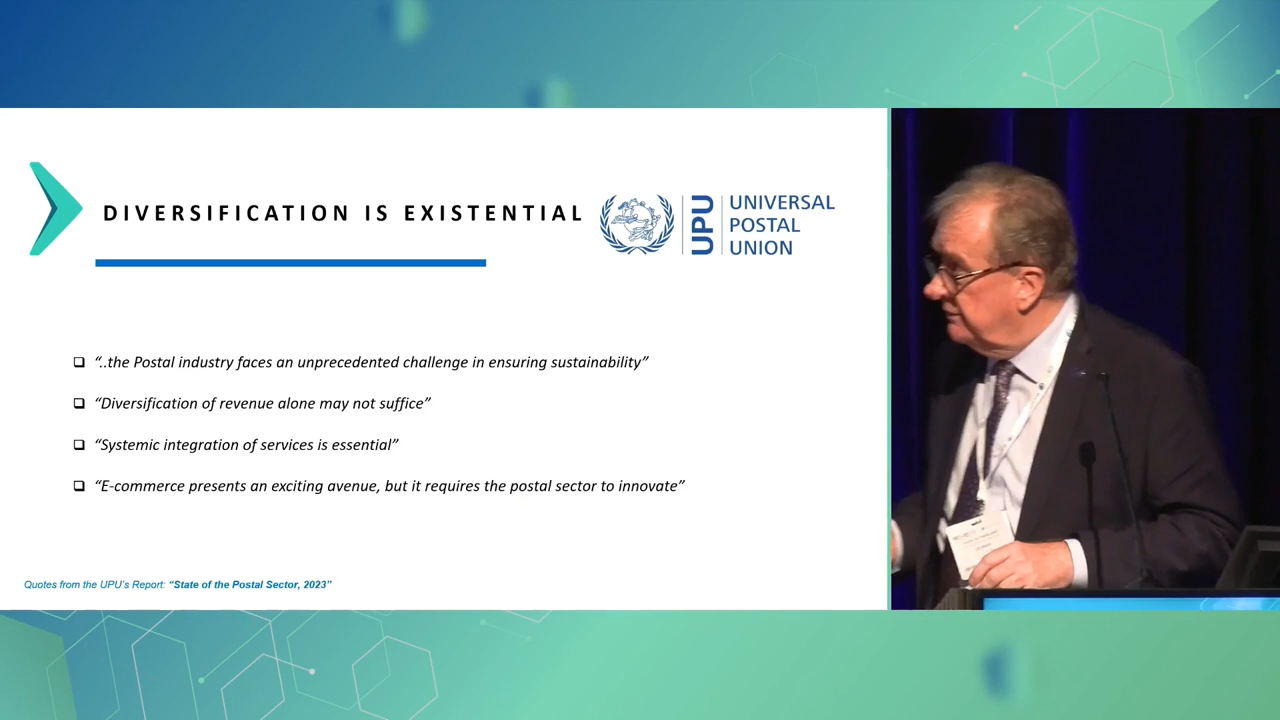 DIVERSIFICATION IS EXISTENTIAL
UPU
UNIVERSAL
POSTAL
UNION
“..the Postal industry faces an unprecedented challenge in ensuring sustainability”
“Diversification of revenue alone may not suffice”
“Systemic integration of services is essential”
“E-commerce presents an exciting avenue, but it requires the postal sector to innovate”
Quotes from the UPU’s Report: “State of the Postal Sector, 2023”